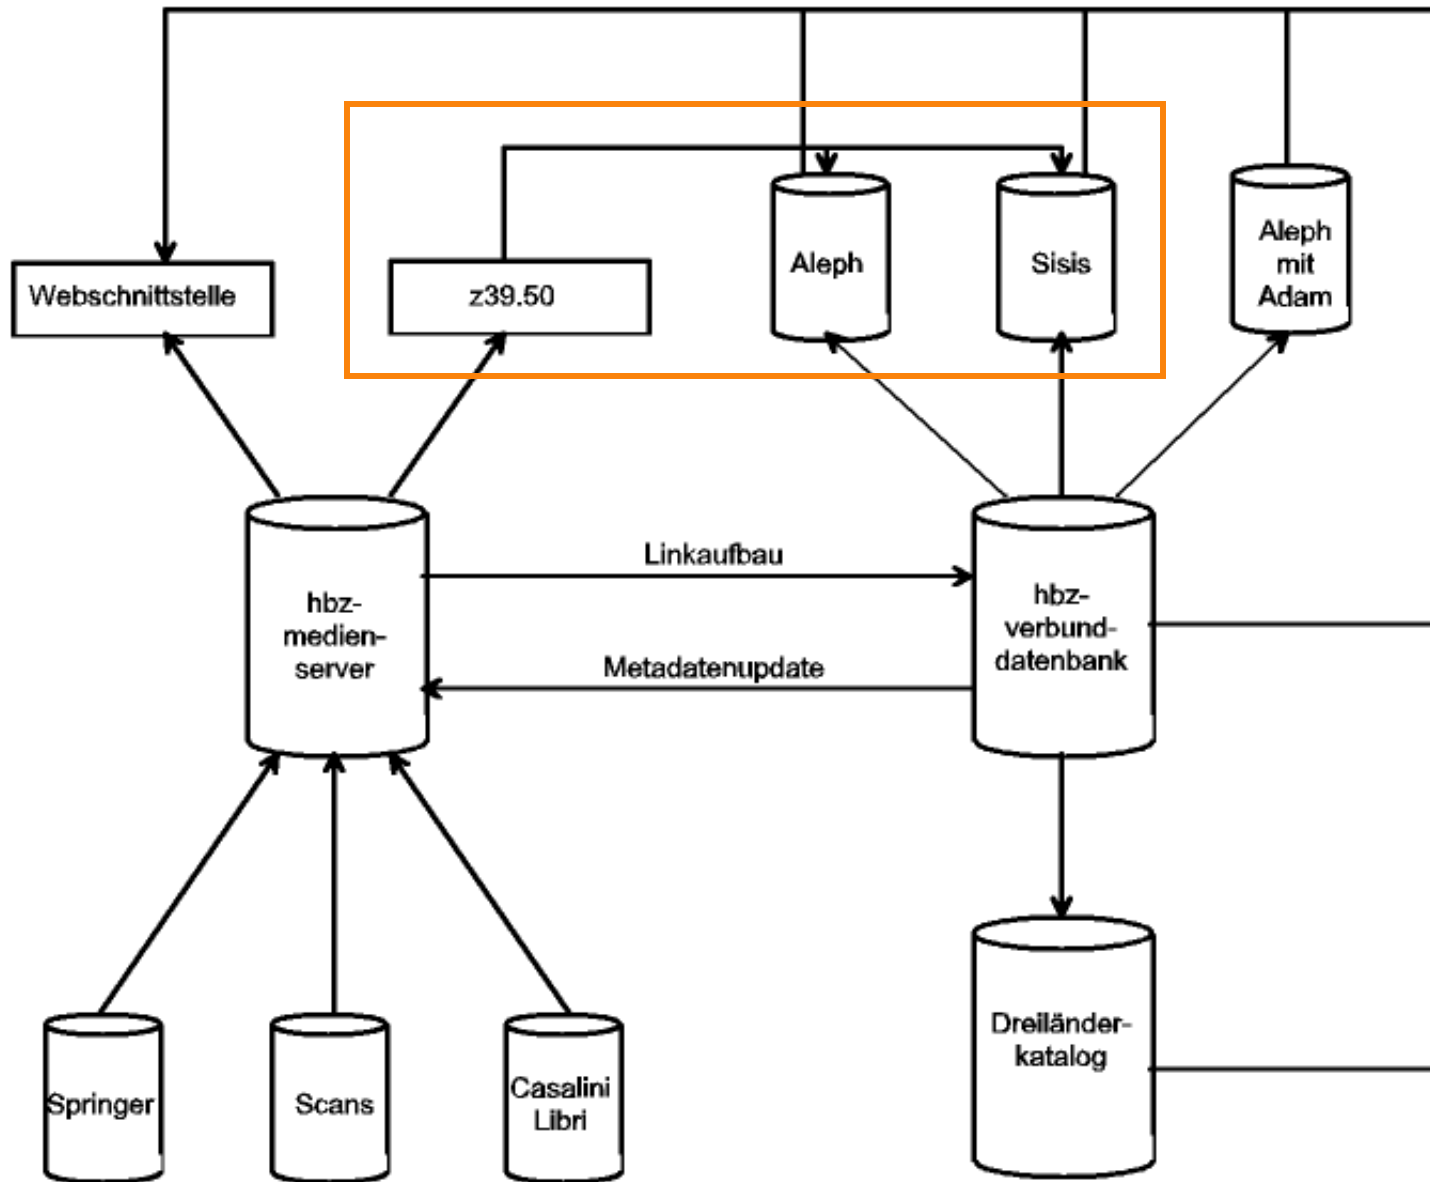 Webschnittstelle
z39.50
Aleph
Sisis
Aleph
mit
Adam
hbz-
medien-
server
Linkaufbau
Metadatenupdate
hbz-
verbund-
datenbank
Springer
Scans
Casalini
Libri
Dreiländer-
katalog